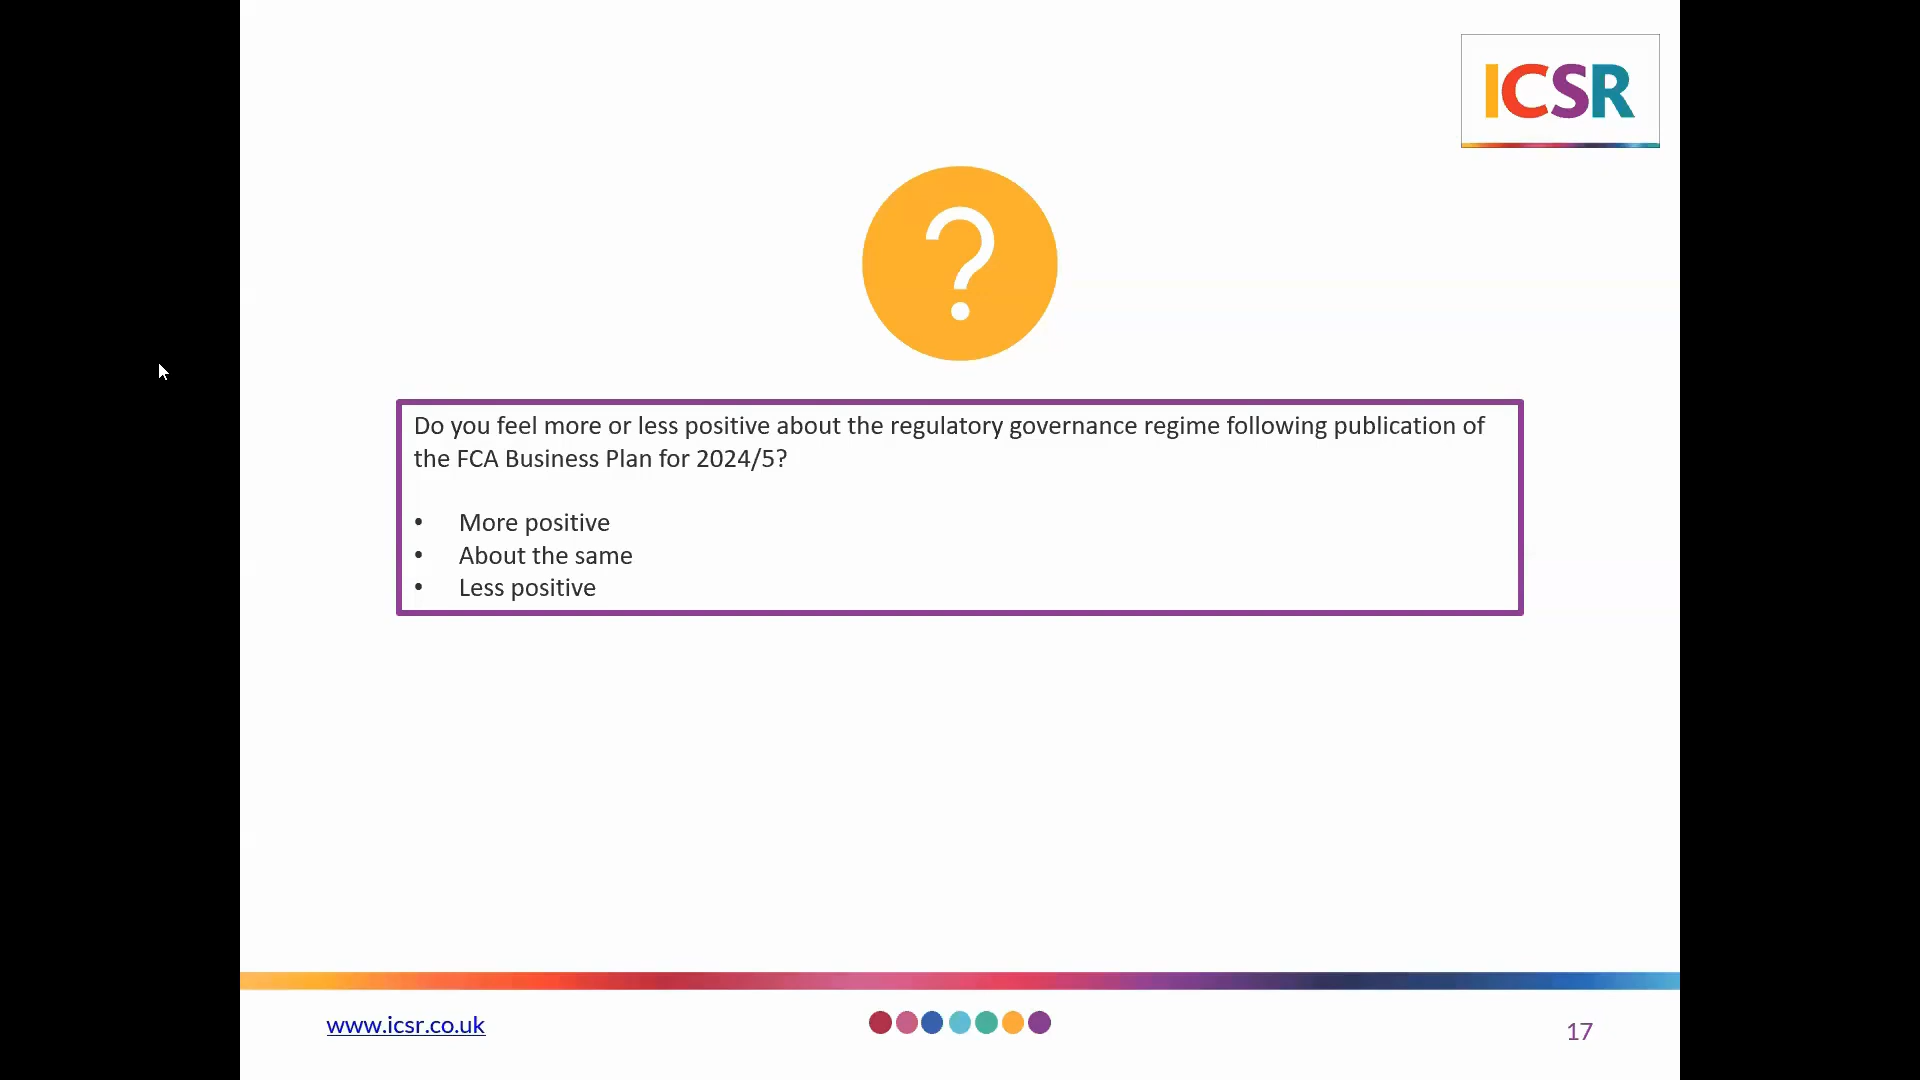 ICSR
?
Do you feel more or less positive about the regulatory governance regime following publication of
the FCA Business Plan for 2024/5?
• More positive
• About the same
• Less positive
www.icsr.co.uk
17